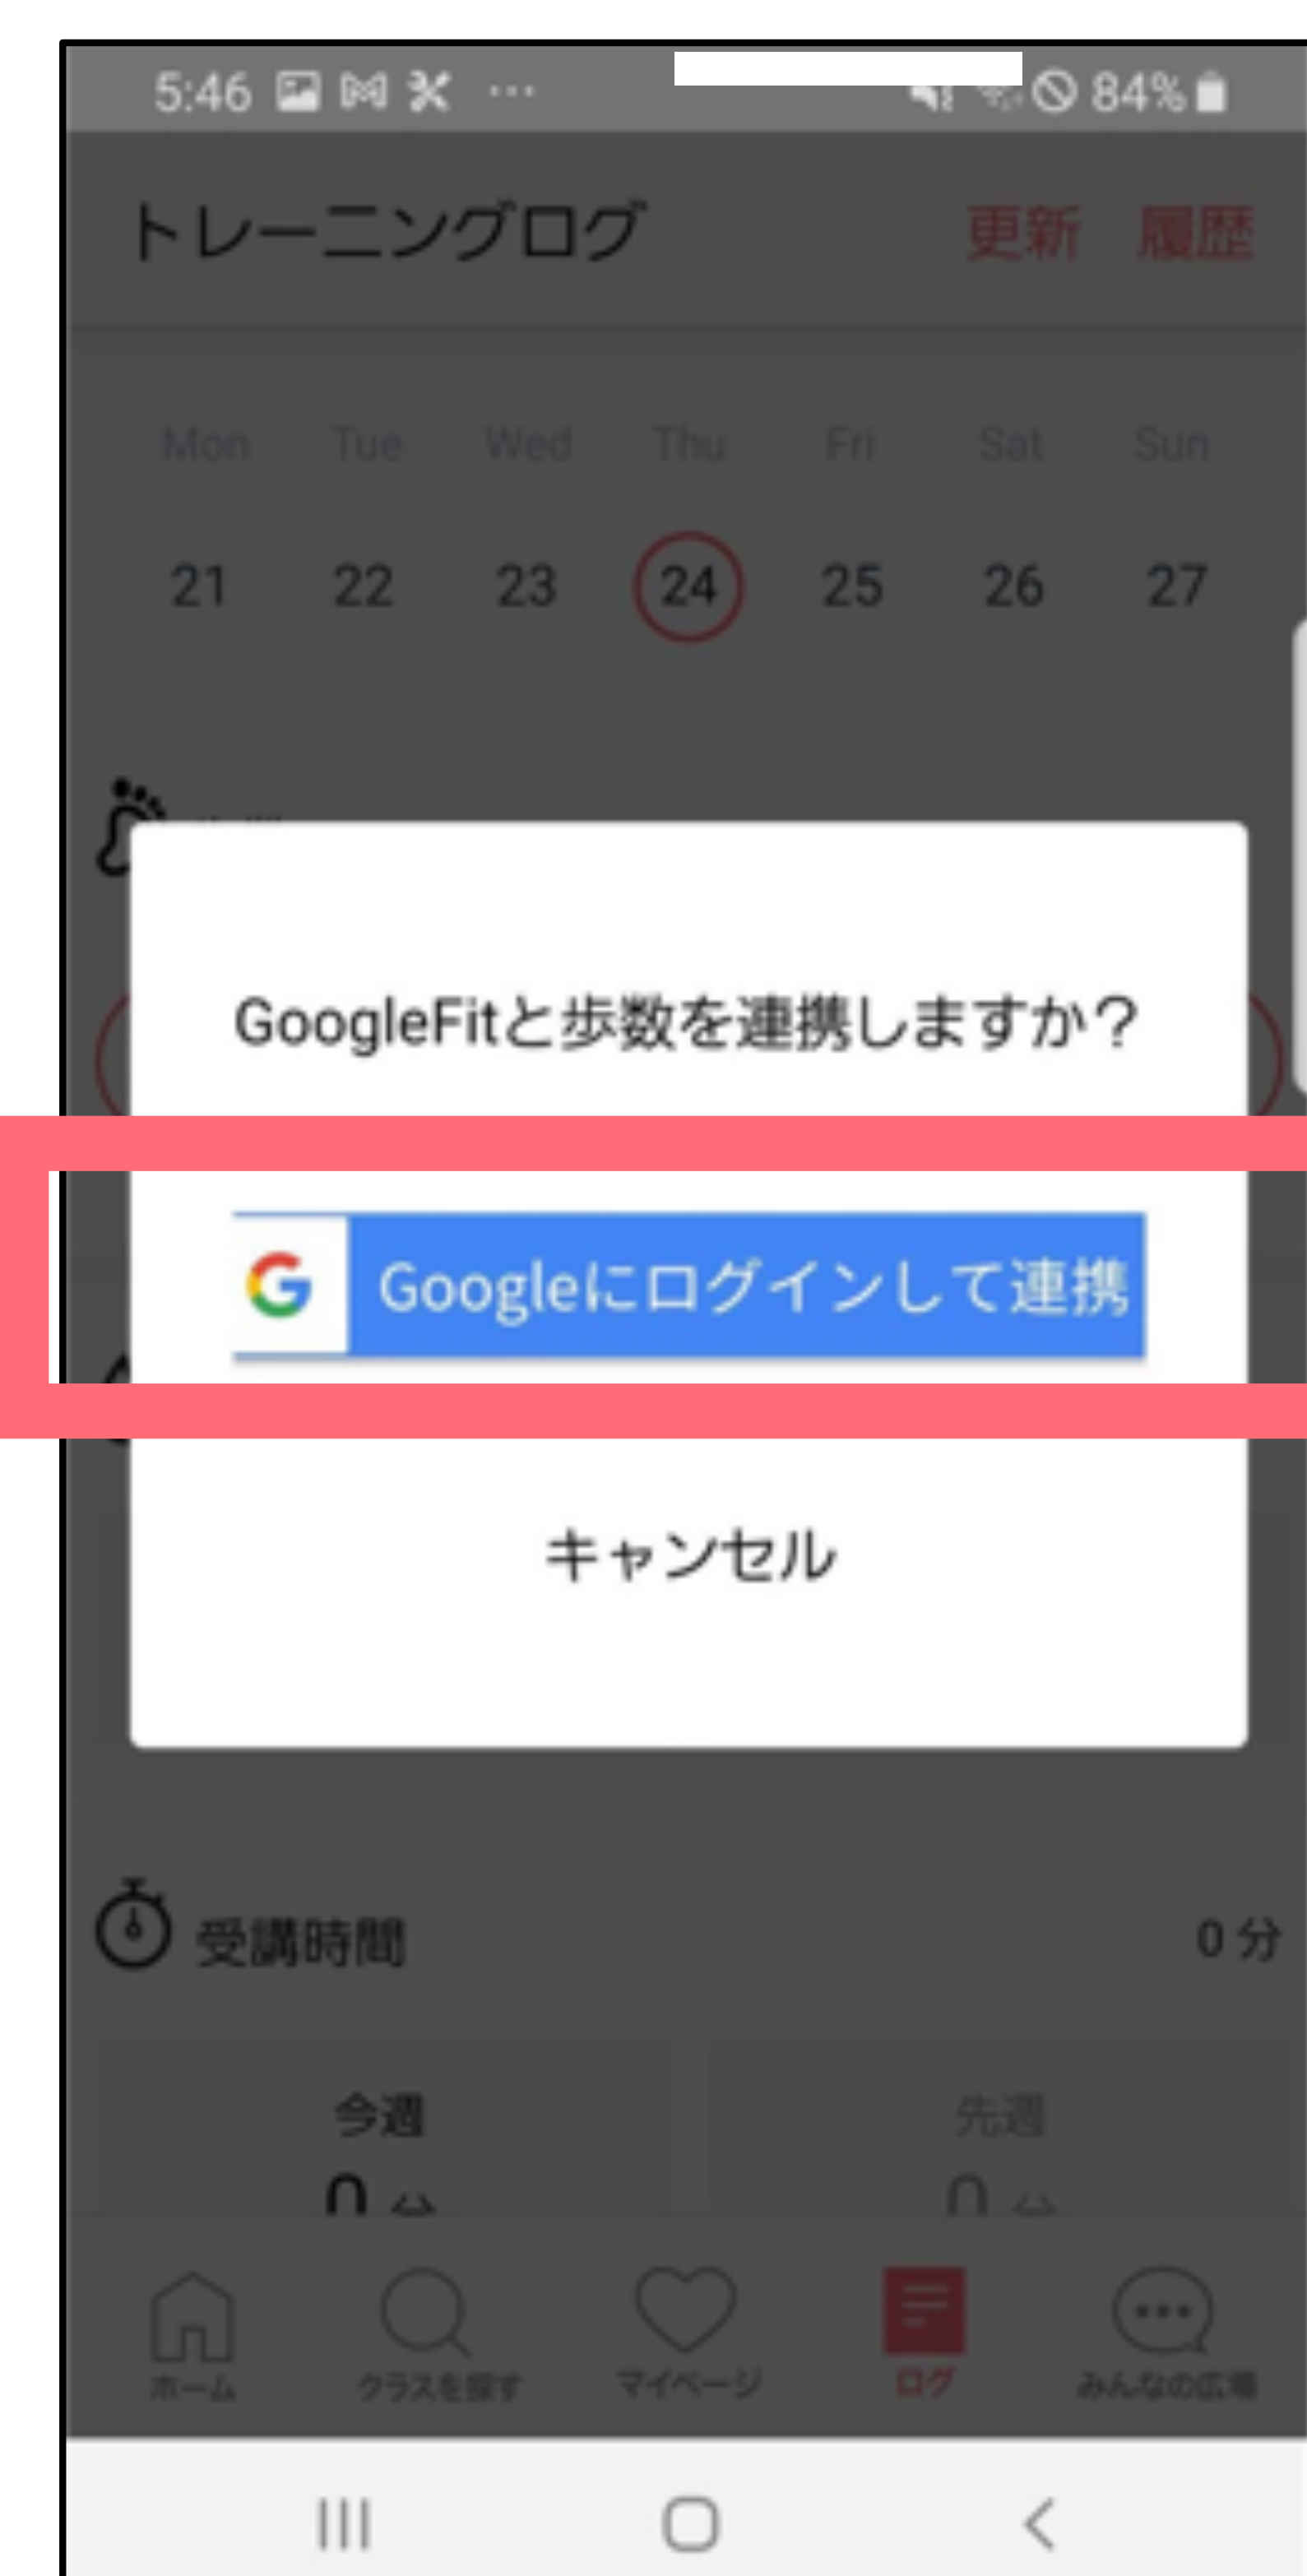 5:46 84%
トレーニングログ 更新 履歴
Mon Tue Wed Thu Fri Sat Sun
21 22 23 24 25 26 27
GoogleFitと歩数を連携しますか？
Googleにログインして連携
キャンセル
受講時間 0 分
今週 先週
0 0
ホーム クラスを探す マイページ ログ みんなの広場